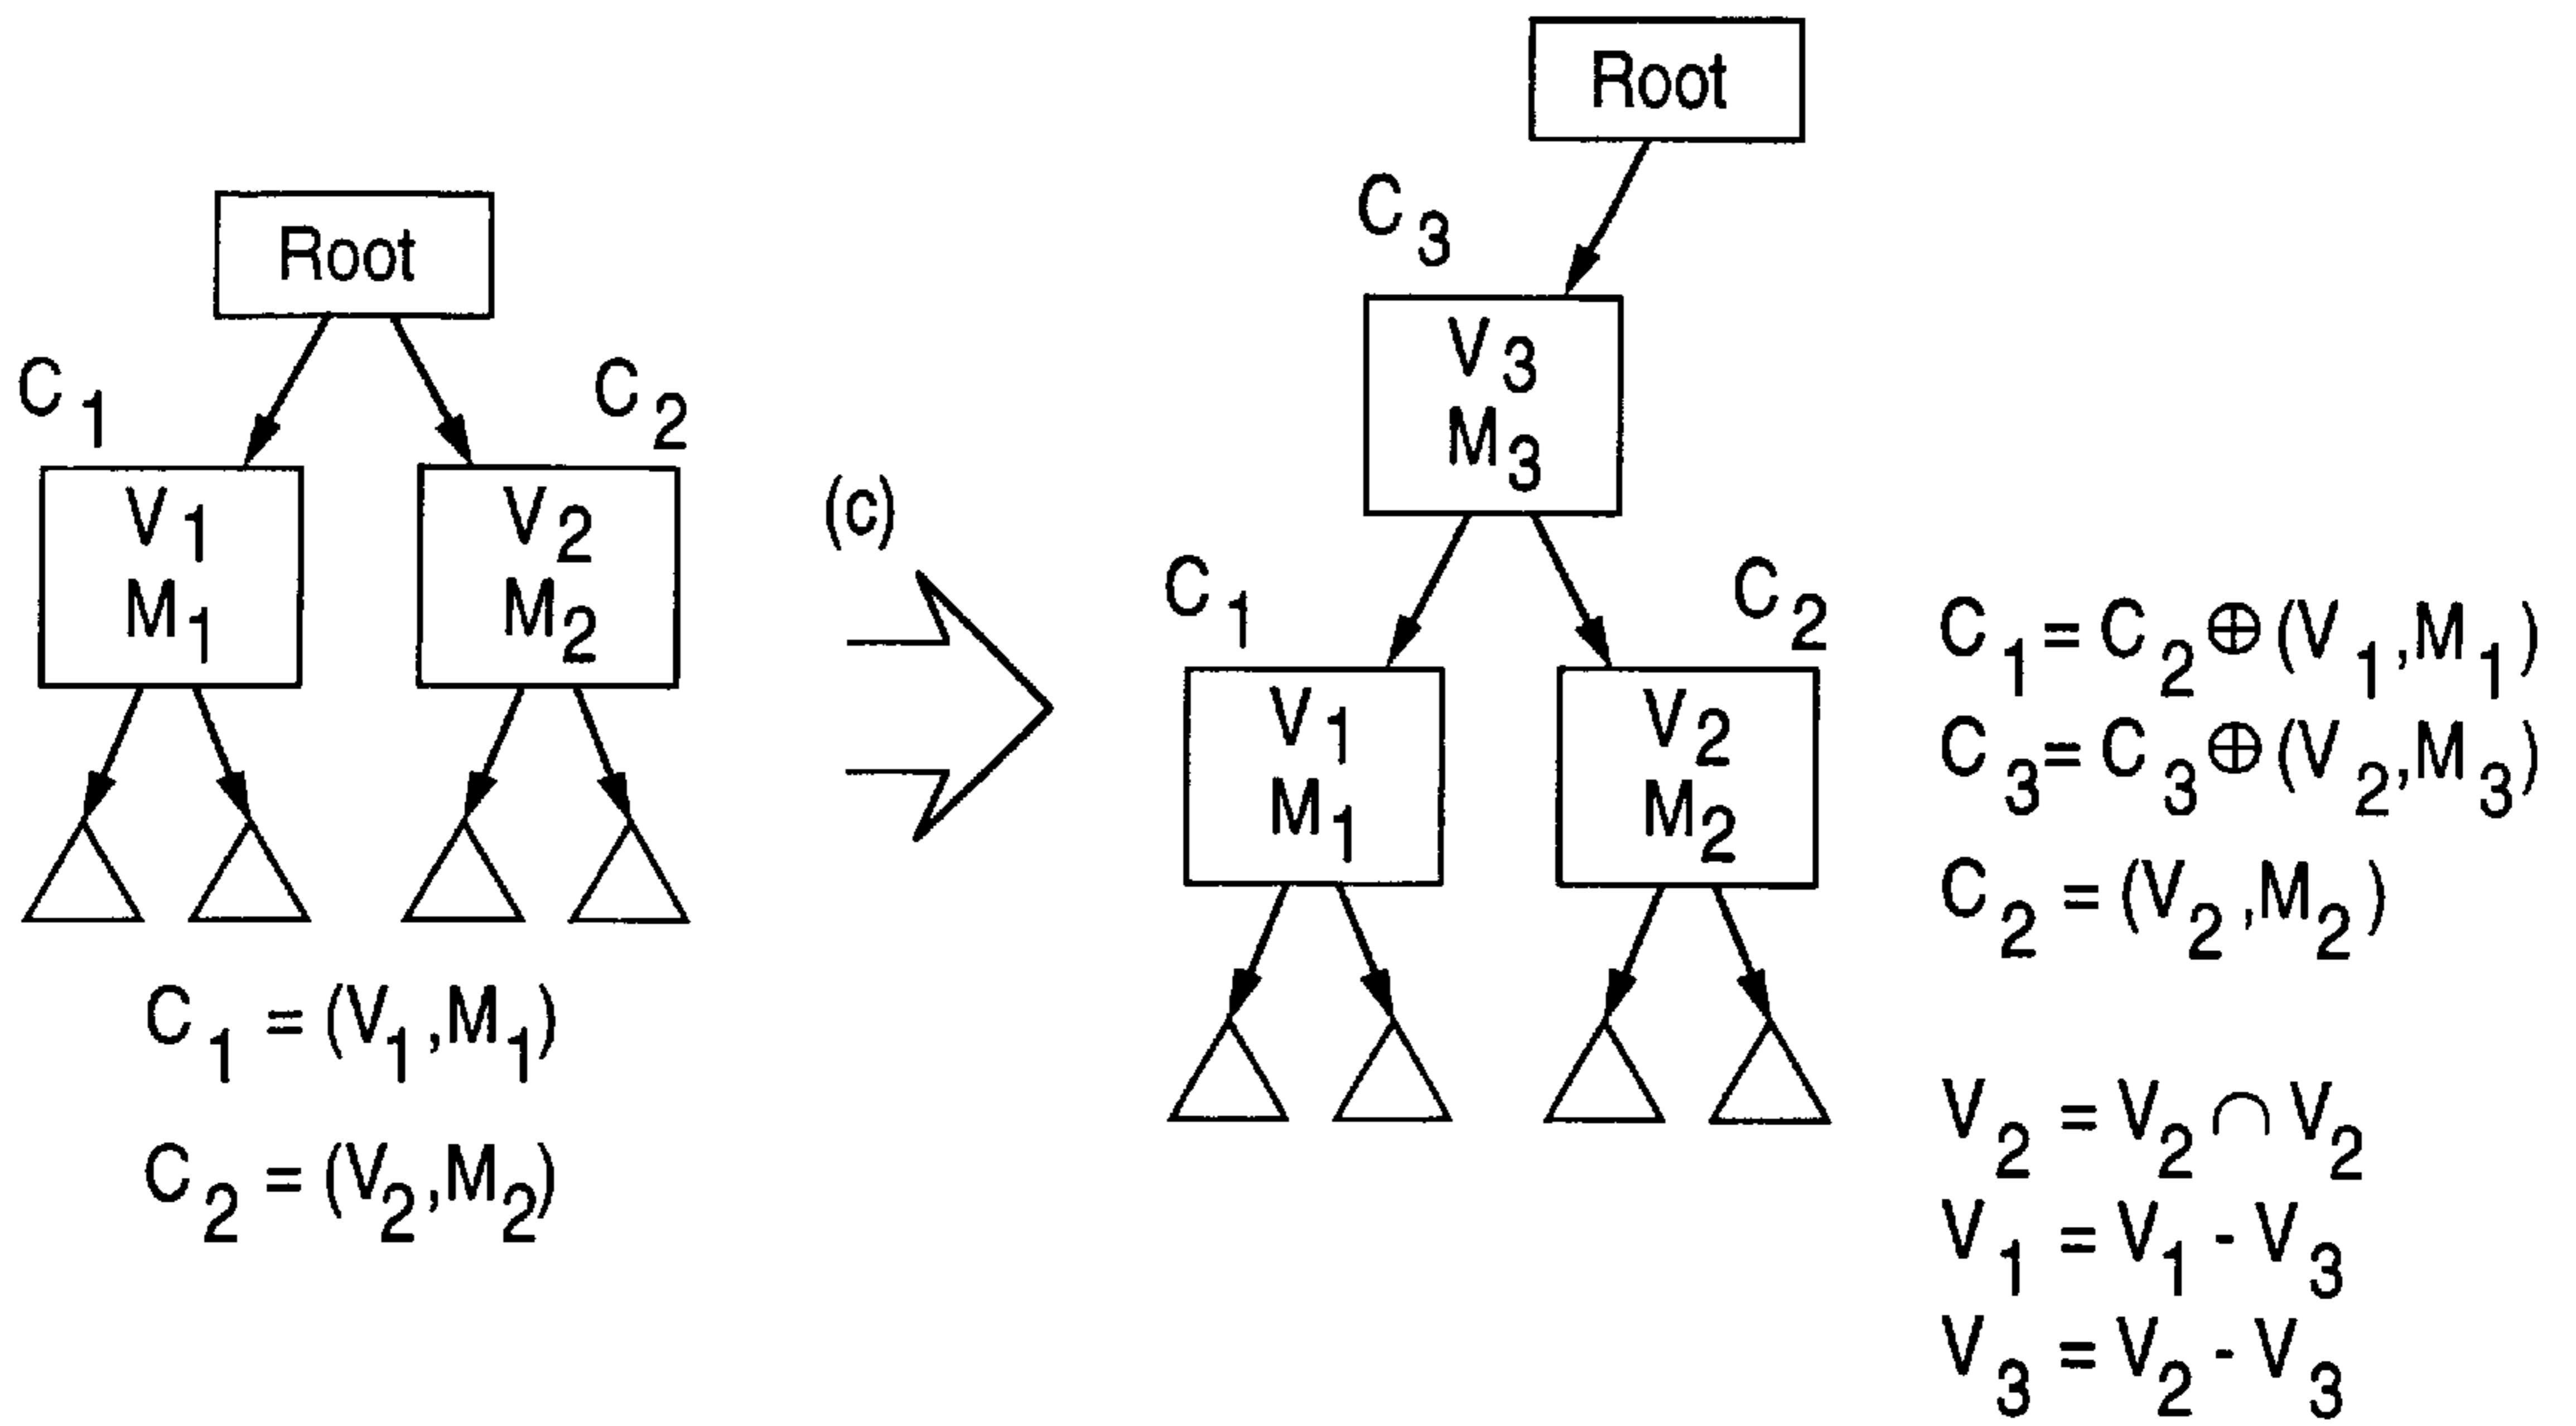 Root
C1 C2
V1 V2
M1 M2
C1 = (V1,M1)
C2 = (V2,M2)
(c)
Root
C3
V3
M3
C1 C2
V1 V2
M1 M2
C1 = C2 ⊕ (V1,M1)
C3 = C3 ⊕ (V2,M3)
C2 = (V2,M2)
V2 = V2 ∩ V2
V1 = V1 - V3
V3 = V2 - V3